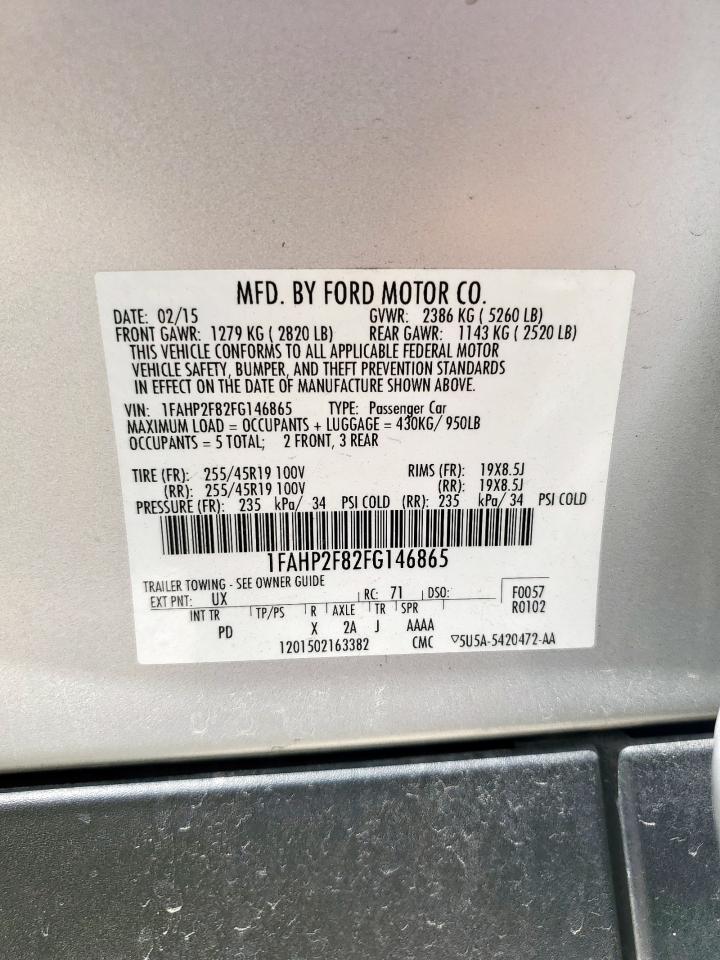 MFD. BY FORD MOTOR CO.
DATE: 02/15 GVWR: 2386 KG ( 5260 LB)
FRONT GAWR: 1279 KG ( 2820 LB) REAR GAWR: 1143 KG ( 2520 LB)
THIS VEHICLE CONFORMS TO ALL APPLICABLE FEDERAL MOTOR
VEHICLE SAFETY, BUMPER, AND THEFT PREVENTION STANDARDS
IN EFFECT ON THE DATE OF MANUFACTURE SHOWN ABOVE.
VIN: 1FAHP2F82FG146865 TYPE: Passenger Car
MAXIMUM LOAD = OCCUPANTS + LUGGAGE = 430KG/ 950LB
OCCUPANTS = 5 TOTAL; 2 FRONT, 3 REAR
TIRE (FR): 255/45R19 100V RIMS (FR): 19X8.5J
(RR): 255/45R19 100V (RR): 19X8.5J
PRESSURE (FR): 235 kPa/ 34 PSI COLD (RR): 235 kPa/ 34 PSI COLD
1FAHP2F82FG146865
TRAILER TOWING - SEE OWNER GUIDE
EXT PNT: UX RC: 71 DSO: F0057
INT TR TP/PS R AXLE TR SPR R0102
PD X 2A J AAAA
1201502163382 CMC ▽5U5A-5420472-AA